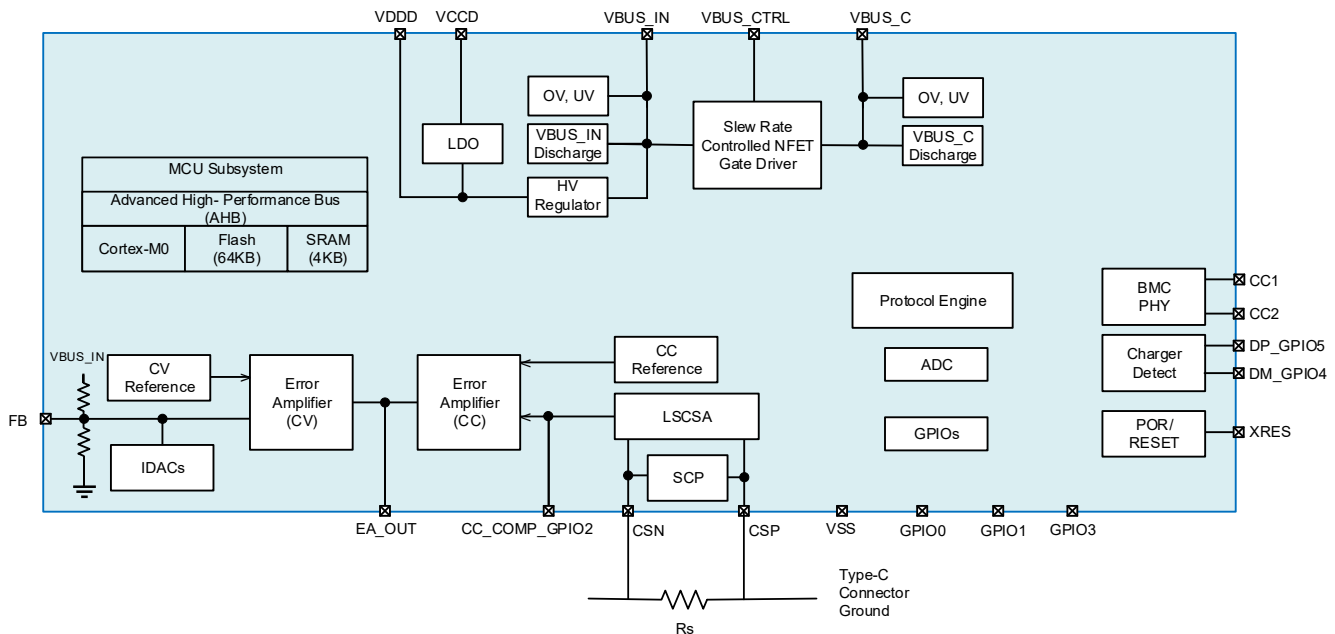 VDDD
VCCD
VBUS_IN
VBUS_CTRL
VBUS_C
OV, UV
OV, UV
LDO
VBUS_IN
Discharge
Slew Rate
Controlled NFET
Gate Driver
VBUS_C
Discharge
HV
Regulator
MCU Subsystem
Advanced High- Performance Bus
(AHB)
Cortex-M0
Flash
(64KB)
SRAM
(4KB)
Protocol Engine
BMC
PHY
CC1
CC2
VBUS_IN
CV
Reference
Error
Amplifier
(CV)
Error
Amplifier
(CC)
CC
Reference
ADC
Charger
Detect
DP_GPIO5
DM_GPIO4
FB
IDACs
LSCSA
SCP
GPIOs
POR/
RESET
XRES
EA_OUT
CC_COMP_GPIO2
CSN
CSP
VSS
GPIO0
GPIO1
GPIO3
Rs
Type-C
Connector
Ground